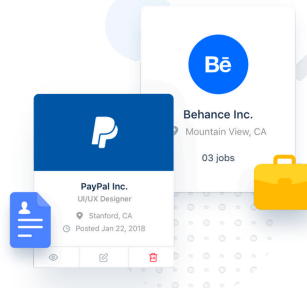 Bē
Behance Inc.
Mountain View, CA
03 jobs
PayPal Inc.
UI/UX Designer
Stanford, CA
Posted Jan 22, 2018